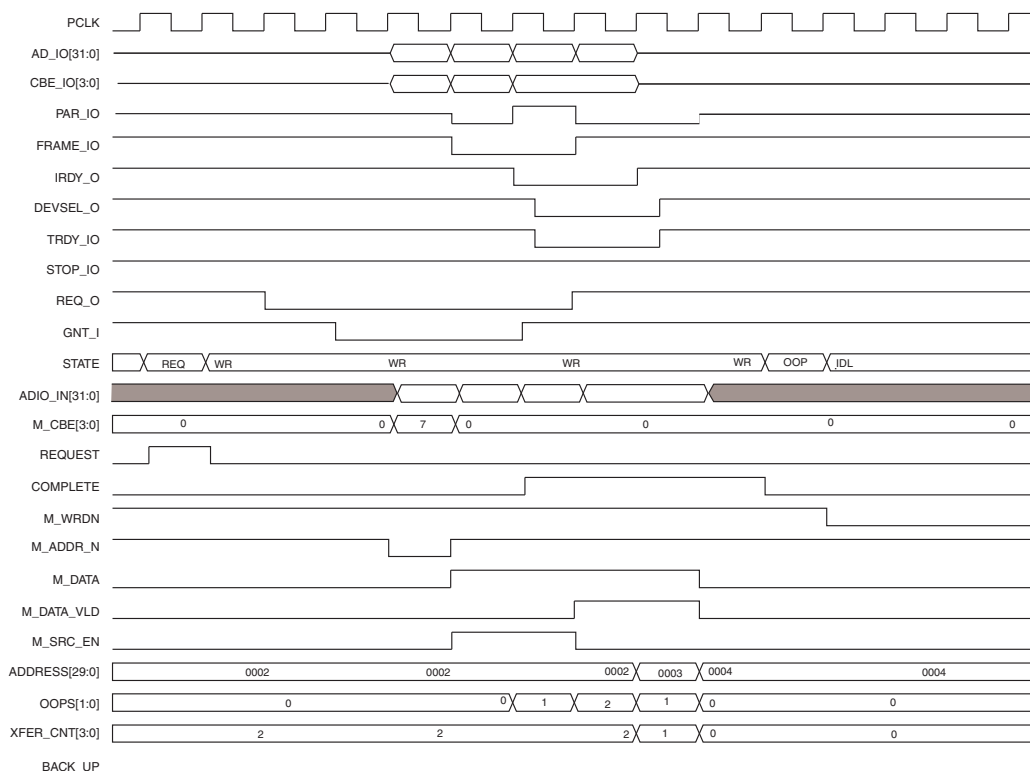 PCLK
AD_IO[31:0]
CBE_IO[3:0]
PAR_IO
FRAME_IO
IRDY_O
DEVSEL_O
TRDY_IO
STOP_IO
REQ_O
GNT_I
STATE REQ WR WR WR WR OOP IDL
ADIO_IN[31:0]
M_CBE[3:0] 0 0 7 0 0 0 0
REQUEST
COMPLETE
M_WRDN
M_ADDR_N
M_DATA
M_DATA_VLD
M_SRC_EN
ADDRESS[29:0] 0002 0002 0002 0003 0004 0004
OOPS[1:0] 0 0 1 2 1 0 0
XFER_CNT[3:0] 2 2 2 1 0 0
BACK_UP